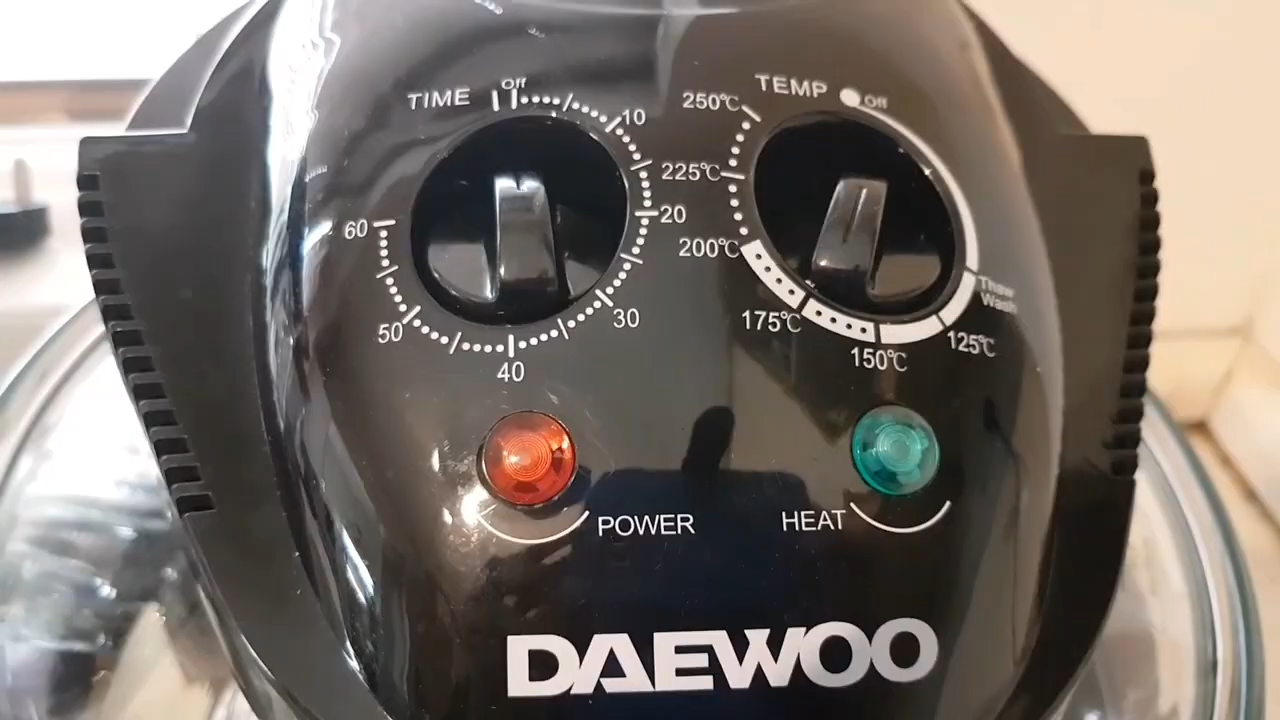 TIME
Off
10
20
30
40
50
60
TEMP
Off
Thaw
Wash
125℃
150℃
175℃
200℃
225℃
250℃
POWER
HEAT
DAEWOO